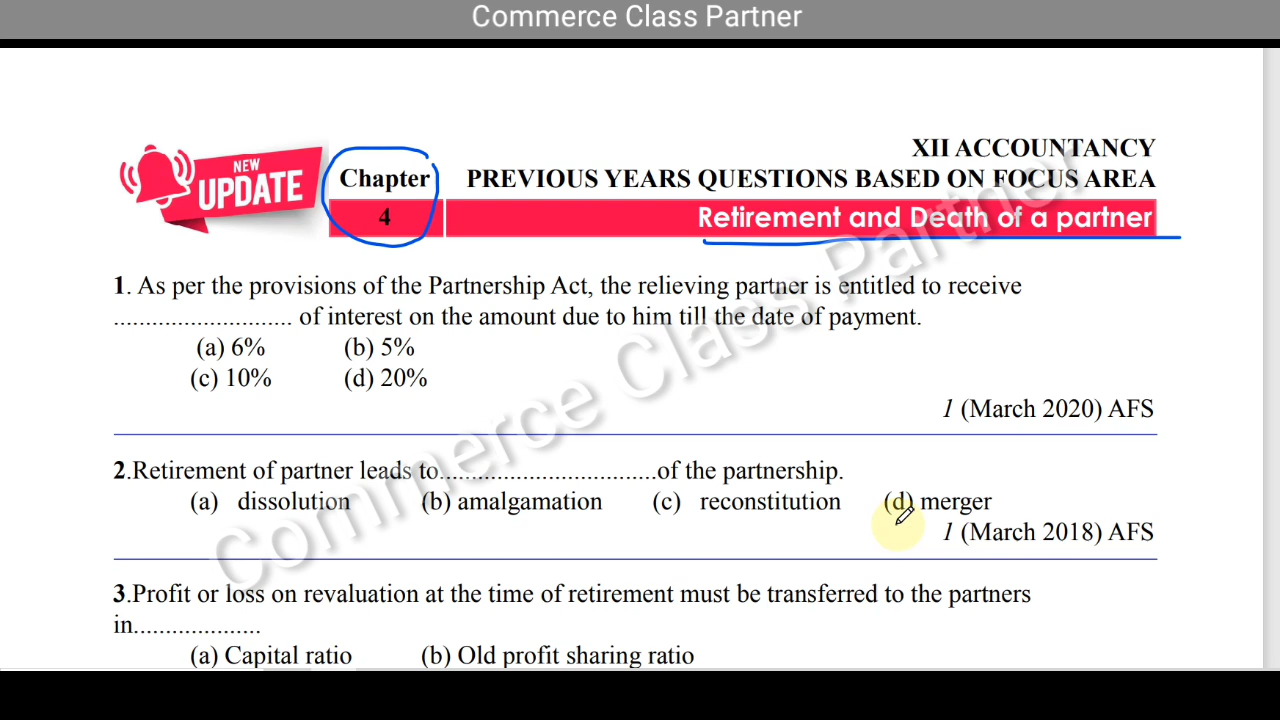 Commerce Class Partner
NEW
UPDATE
Chapter
4
XII ACCOUNTANCY
PREVIOUS YEARS QUESTIONS BASED ON FOCUS AREA
Retirement and Death of a partner
1. As per the provisions of the Partnership Act, the relieving partner is entitled to receive
............................ of interest on the amount due to him till the date of payment.
(a) 6% (b) 5%
(c) 10% (d) 20%
1 (March 2020) AFS
2.Retirement of partner leads to..................................of the partnership.
(a) dissolution (b) amalgamation (c) reconstitution (d) merger
1 (March 2018) AFS
3.Profit or loss on revaluation at the time of retirement must be transferred to the partners
in....................
(a) Capital ratio (b) Old profit sharing ratio
Commerce Class Partner